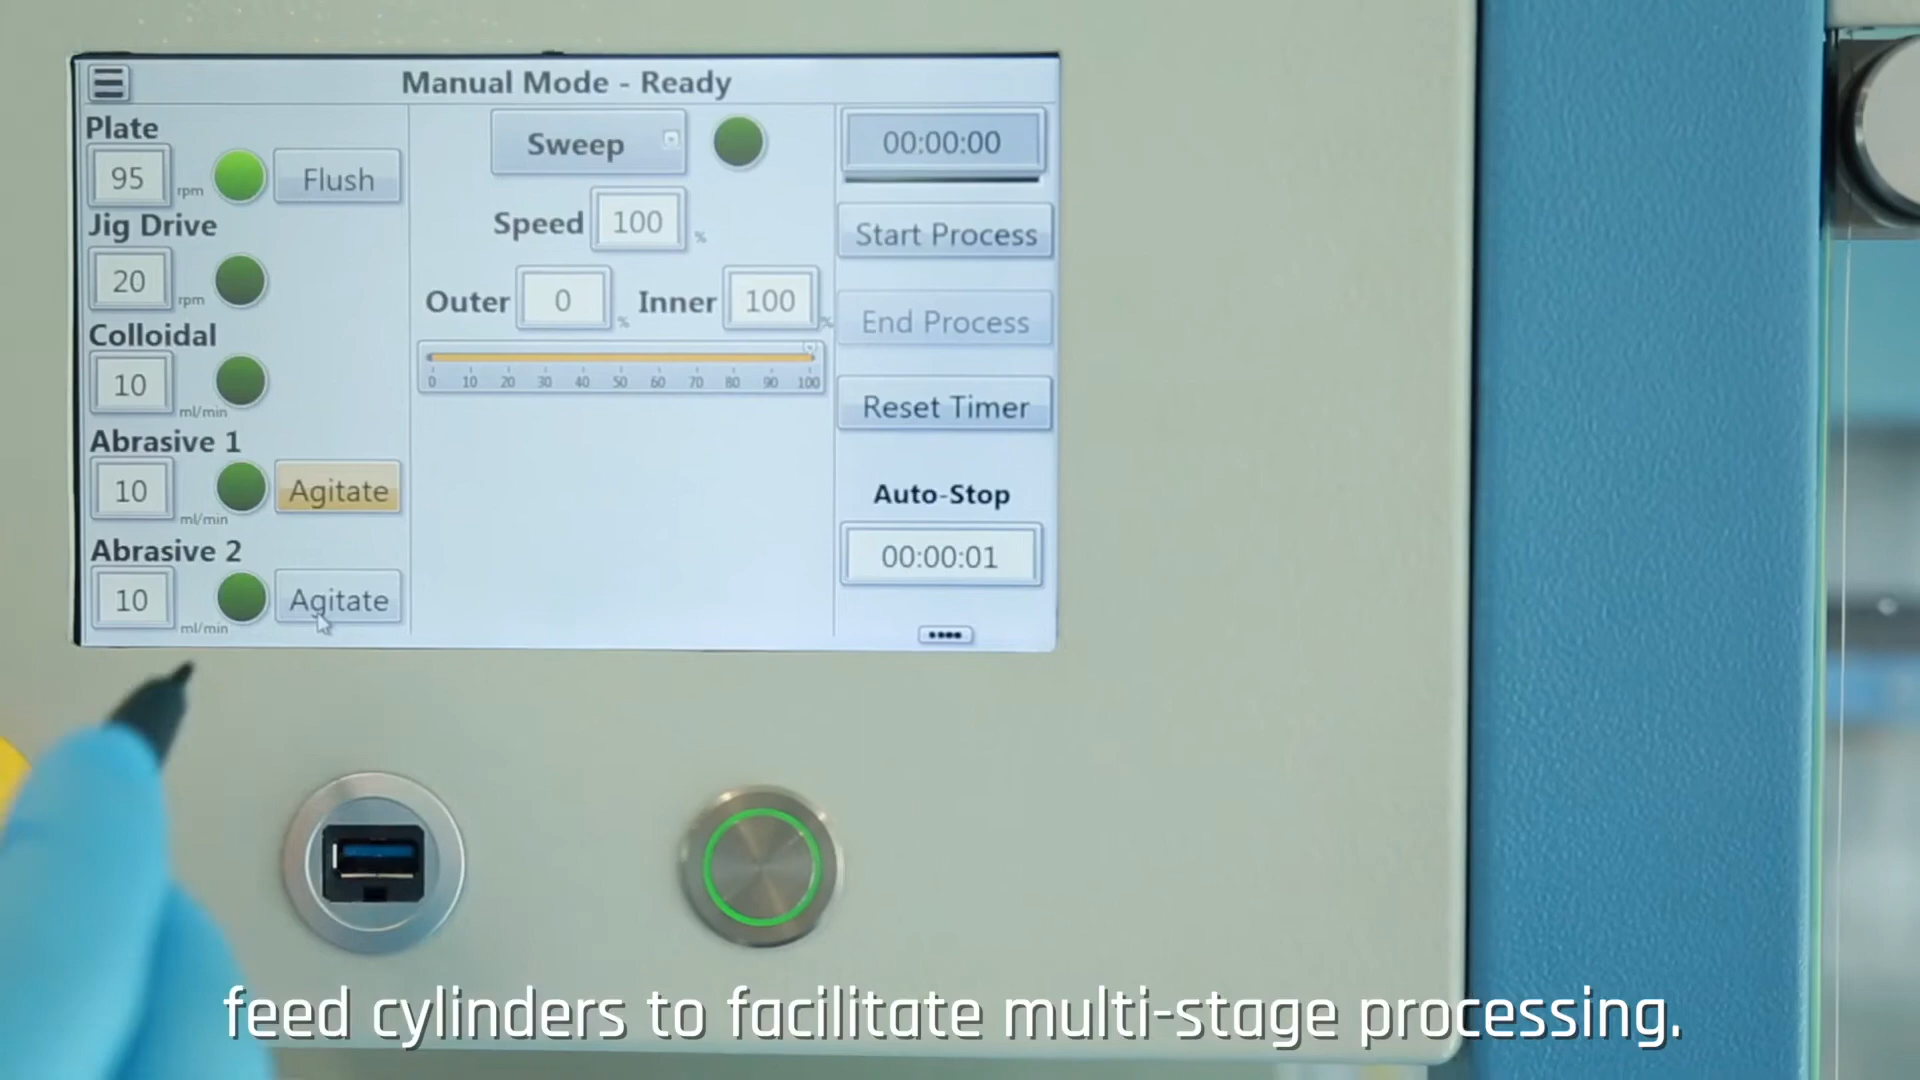 Manual Mode - Ready
Plate
95 rpm
Flush
Jig Drive
20 rpm
Colloidal
10 ml/min
Abrasive 1
10 ml/min
Agitate
Abrasive 2
10 ml/min
Agitate
Sweep
Speed 100 %
Outer 0 % Inner 100 %
0 10 20 30 40 50 60 70 80 90 100
00:00:00
Start Process
End Process
Reset Timer
Auto-Stop
00:00:01
feed cylinders to facilitate multi-stage processing.